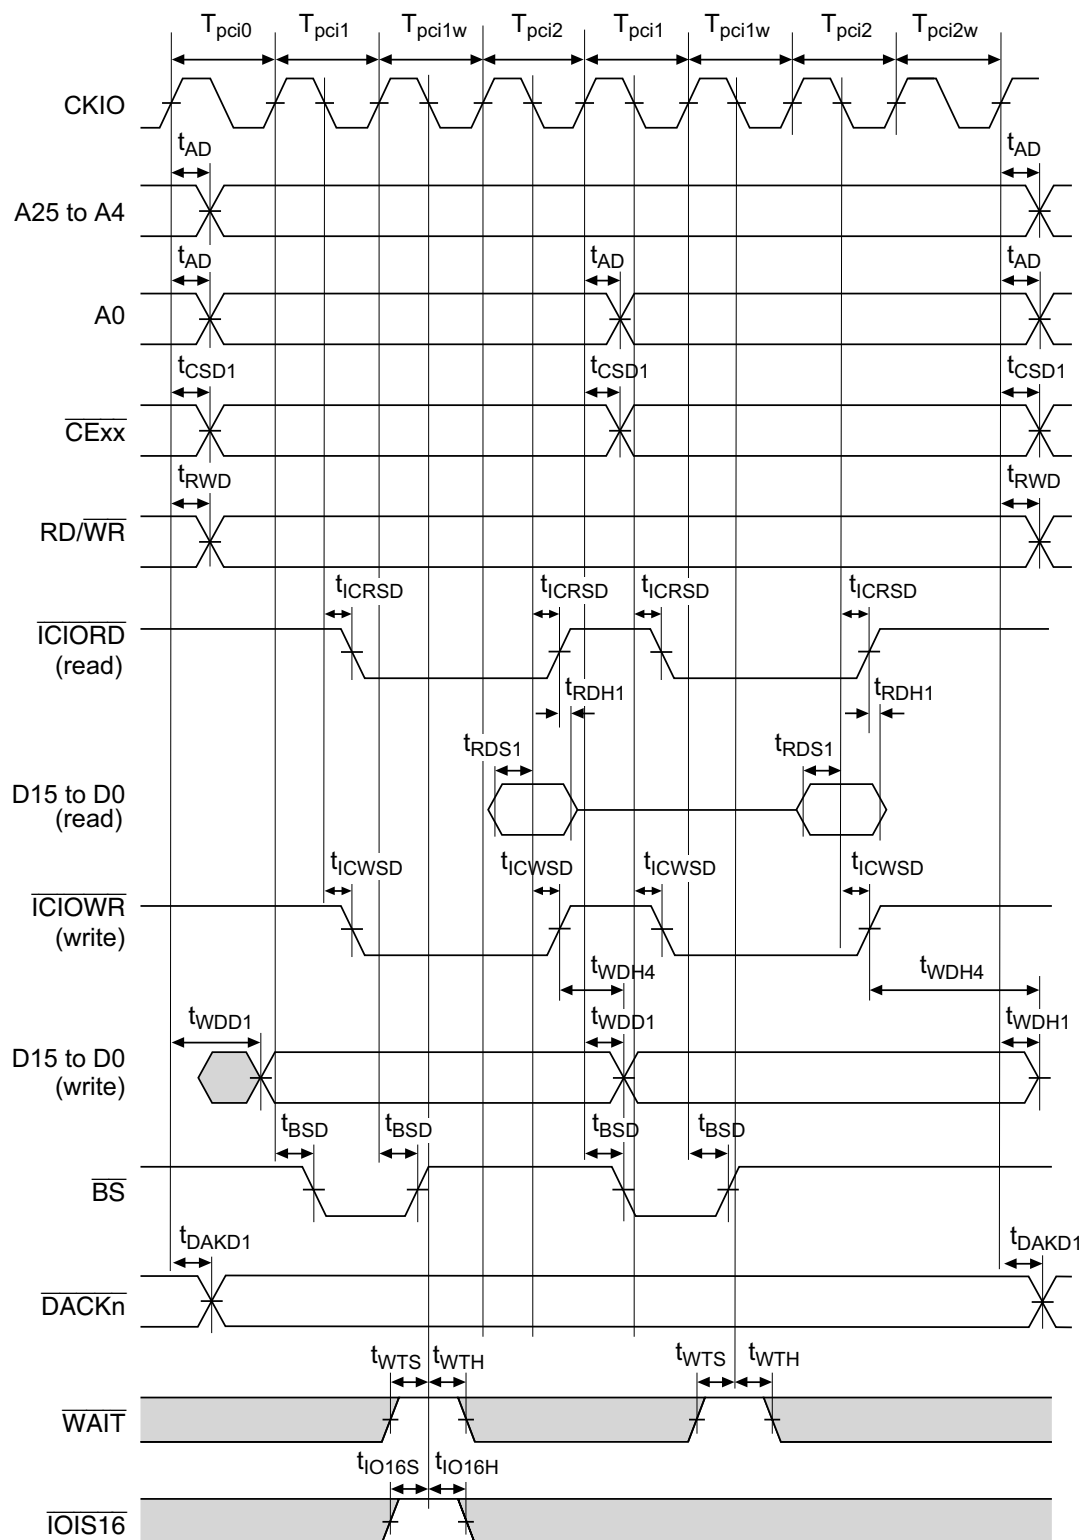 Tpci0 Tpci1 Tpci1w Tpci2 Tpci1 Tpci1w Tpci2 Tpci2w
CKIO
tAD tAD
A25 to A4
tAD tAD tAD
A0
tCSD1 tCSD1 tCSD1
CExx
tRWD tRWD
RD/WR
tICRSD tICRSD tICRSD tICRSD
ICIORD
(read)
tRDH1 tRDH1
tRDS1 tRDS1
D15 to D0
(read)
tICWSD tICWSD tICWSD tICWSD
ICIOWR
(write)
tWDH4 tWDH4
tWDD1 tWDD1 tWDH1
D15 to D0
(write)
tBSD tBSD tBSD tBSD
BS
tDAKD1 tDAKD1
DACKn
tWTS tWTH tWTS tWTH
WAIT
tIO16S tIO16H
IOIS16